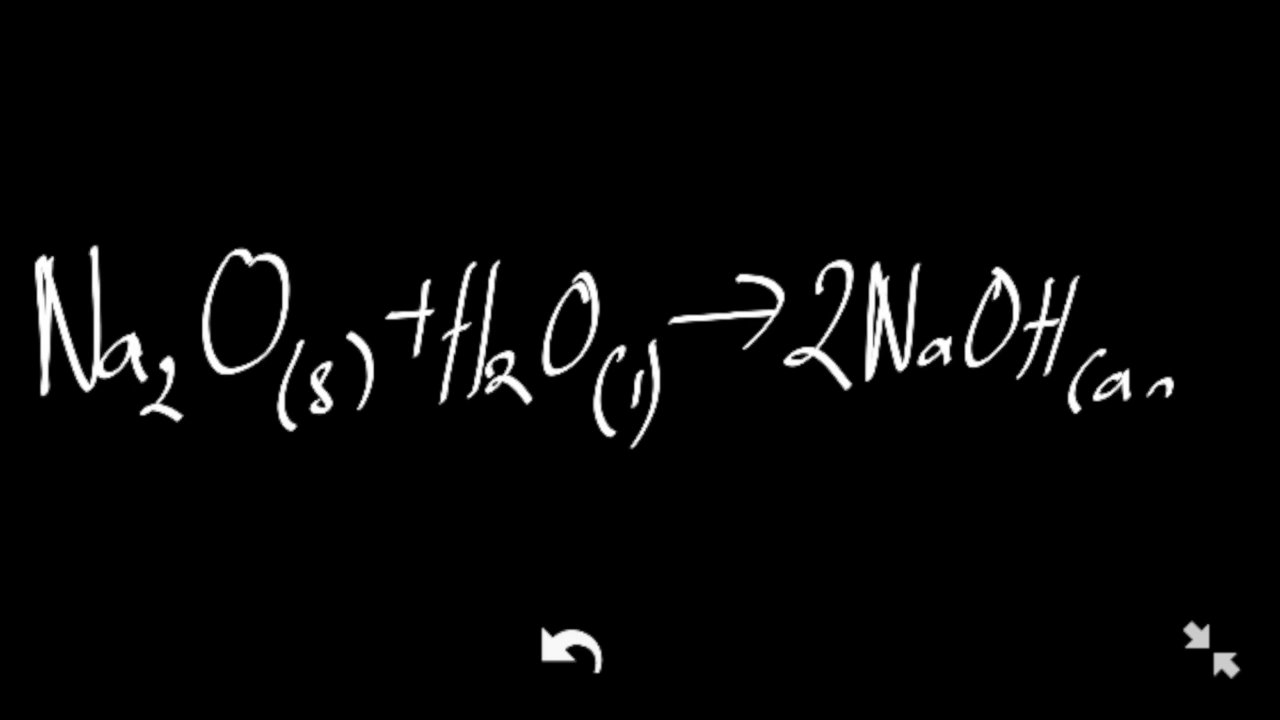 Na₂O(s) + H₂O(l) → 2NaOH(a